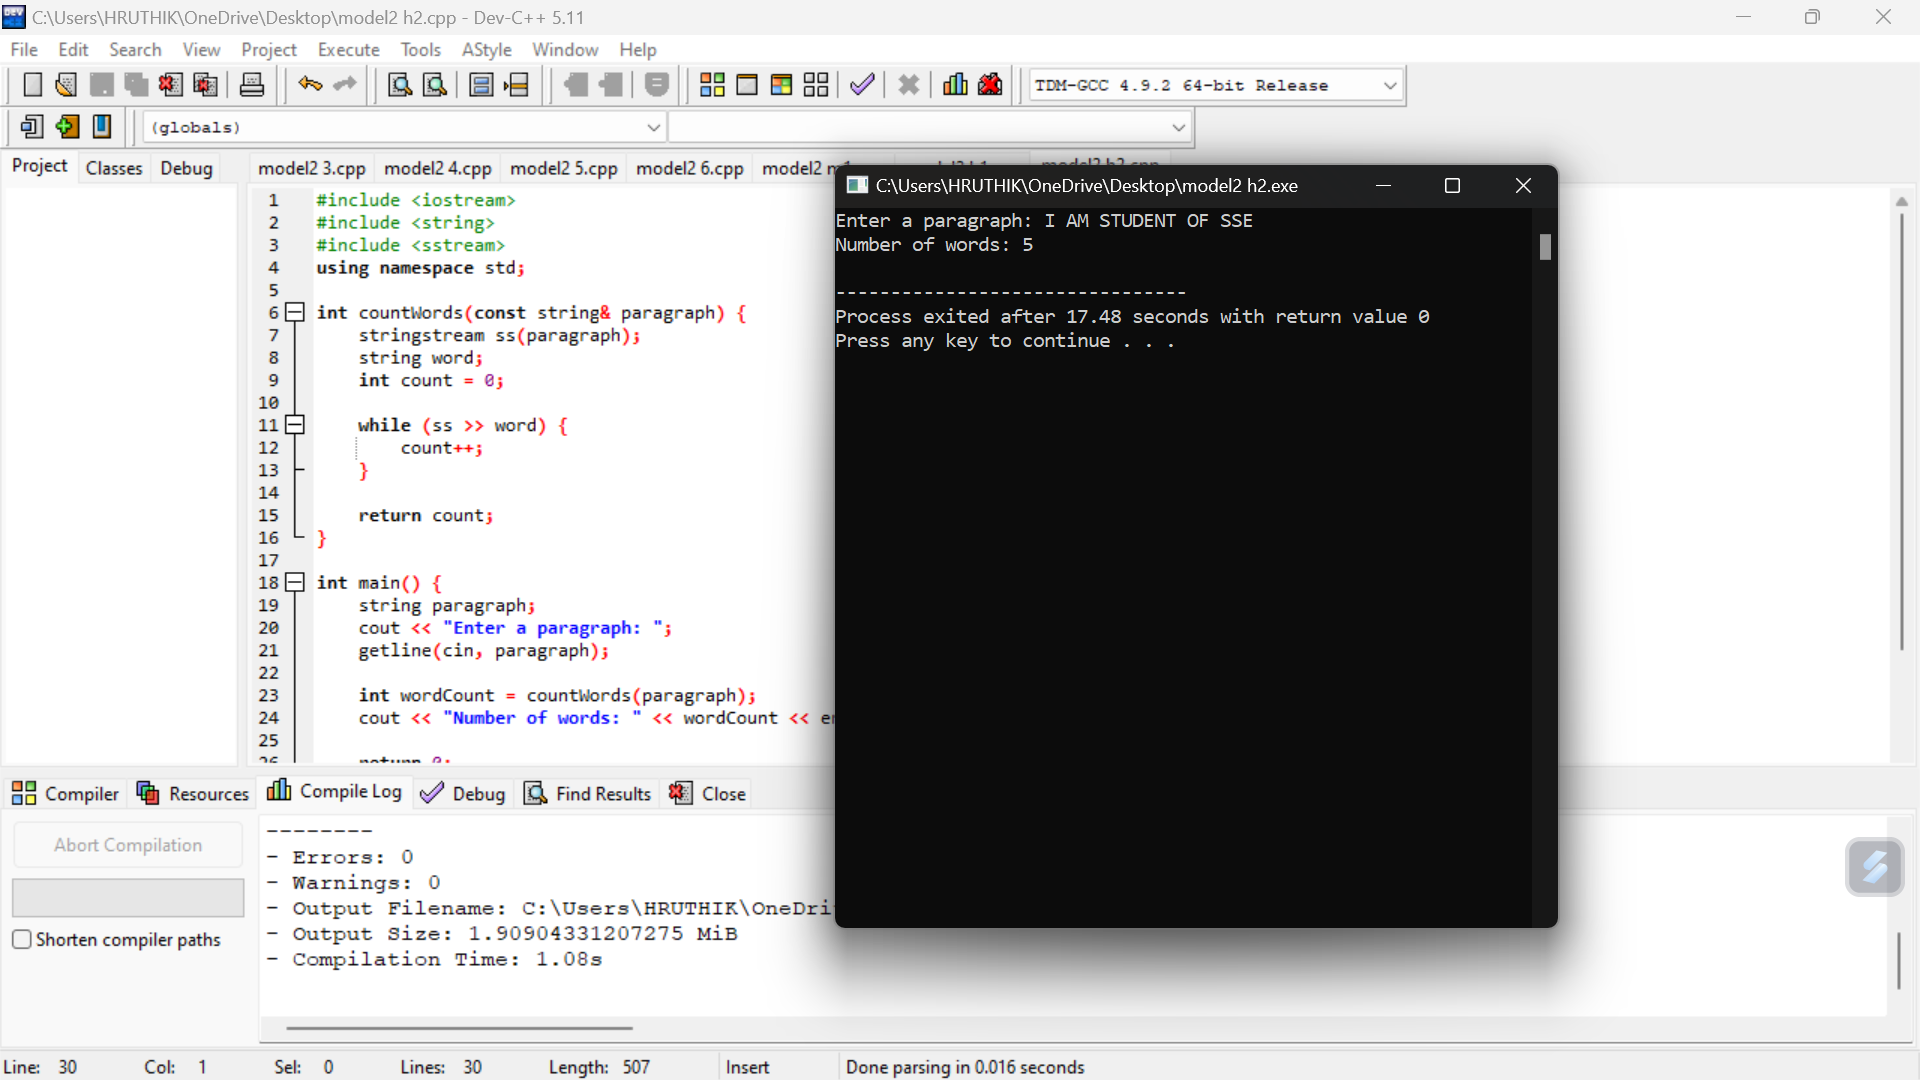 C:\Users\HRUTHIK\OneDrive\Desktop\model2 h2.cpp - Dev-C++ 5.11
File Edit Search View Project Execute Tools AStyle Window Help
TDM-GCC 4.9.2 64-bit Release
(globals)
Project Classes Debug
model2 3.cpp model2 4.cpp model2 5.cpp model2 6.cpp model2
1 #include <iostream>
2 #include <string>
3 #include <sstream>
4 using namespace std;
5
6 int countWords(const string& paragraph) {
7 stringstream ss(paragraph);
8 string word;
9 int count = 0;
10
11 while (ss >> word) {
12 count++;
13 }
14
15 return count;
16 }
17
18 int main() {
19 string paragraph;
20 cout << "Enter a paragraph: ";
21 getline(cin, paragraph);
22
23 int wordCount = countWords(paragraph);
24 cout << "Number of words: " << wordCount <<
25
C:\Users\HRUTHIK\OneDrive\Desktop\model2 h2.exe
Enter a paragraph: I AM STUDENT OF SSE
Number of words: 5
--------------------------------
Process exited after 17.48 seconds with return value 0
Press any key to continue . . .
Compiler Resources Compile Log Debug Find Results Close
Abort Compilation
Shorten compiler paths
--------
- Errors: 0
- Warnings: 0
- Output Filename: C:\Users\HRUTHIK\OneDri
- Output Size: 1.90904331207275 MiB
- Compilation Time: 1.08s
Line: 30 Col: 1 Sel: 0 Lines: 30 Length: 507 Insert Done parsing in 0.016 seconds